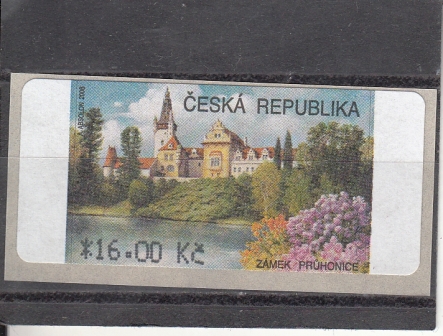 ČESKÁ REPUBLIKA
*16.00 Kč
ZÁMEK PRŮHONICE